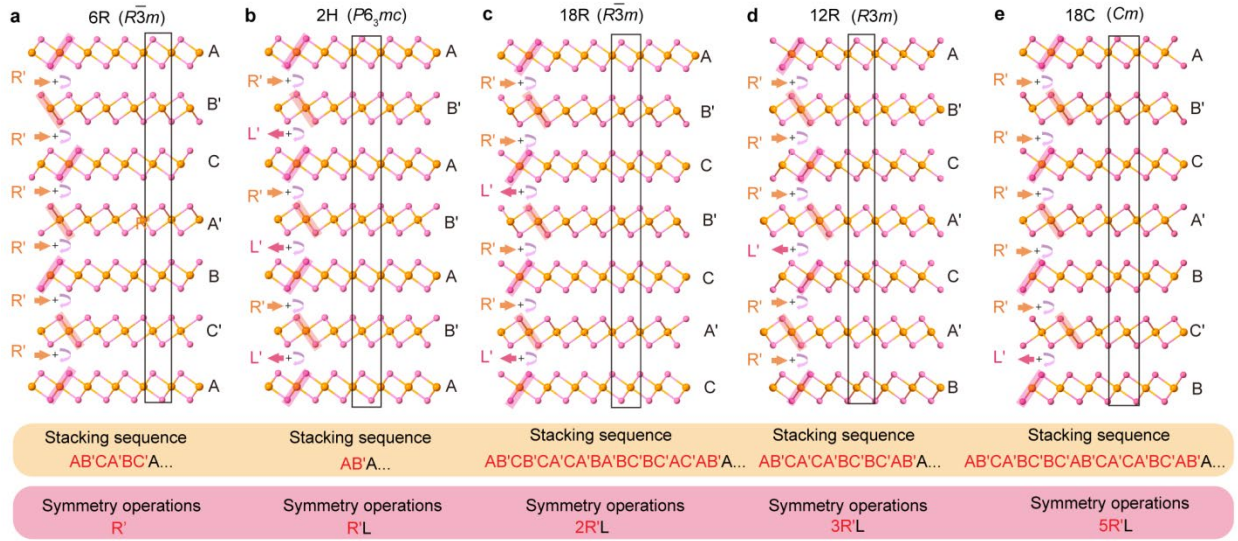 a 6R (R3̅m)
A
R' +
B'
R' +
C
R' +
R
A'
R' +
B
R' +
C'
R' +
A
b 2H (P6₃mc)
A
R' +
B'
L' +
A
R' +
B'
L' +
A
R' +
B'
L' +
A
c 18R (R3̅m)
A
R' +
B'
R' +
C
L' +
B'
R' +
C
R' +
A'
L' +
C
d 12R (R3m)
A
R' +
B'
R' +
C
R' +
A'
L' +
C
R' +
A'
R' +
B
e 18C (Cm)
A
R' +
B'
R' +
C
R' +
A'
R' +
B
R' +
C'
L' +
B
Stacking sequence
AB'CA'BC'A...
Stacking sequence
AB'A...
Stacking sequence
AB'CB'CA'CA'BA'BC'BC'AC'AB'A...
Stacking sequence
AB'CA'CA'BC'BC'AB'A...
Stacking sequence
AB'CA'BC'BC'AB'CA'CA'BC'AB'A...
Symmetry operations
R'
Symmetry operations
R'L
Symmetry operations
2R'L
Symmetry operations
3R'L
Symmetry operations
5R'L